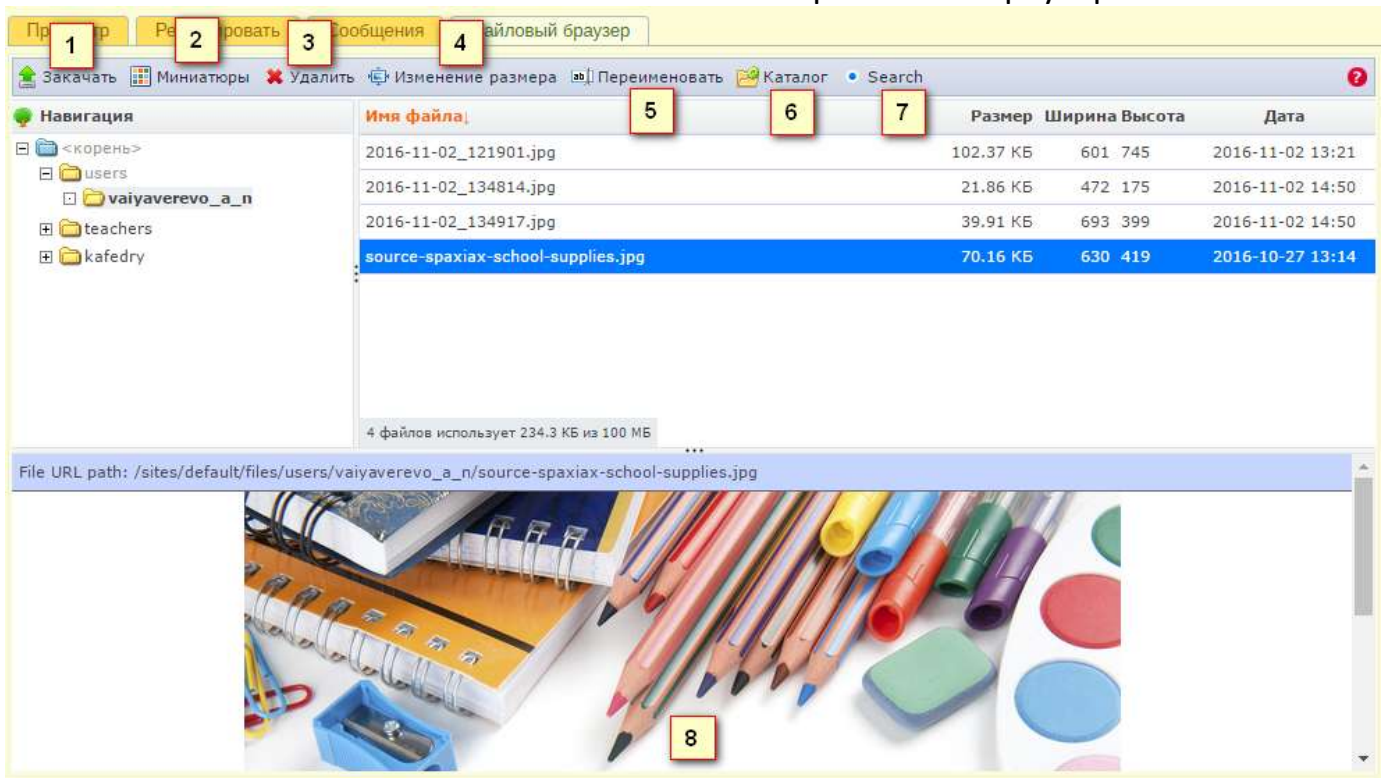 Сообщения
1 2 3 4
Закачать Миниатюры Удалить Изменение размера Переименовать Каталог Search ?
5 6 7
Навигация
Имя файла Размер Ширина Высота Дата
<корень>
users
vaiyaverevo_a_n
teachers
kafedry
2016-11-02_121901.jpg 102.37 КБ 601 745 2016-11-02 13:21
2016-11-02_134814.jpg 21.86 КБ 472 175 2016-11-02 14:50
2016-11-02_134917.jpg 39.91 КБ 693 399 2016-11-02 14:50
source-spaxiax-school-supplies.jpg 70.16 КБ 630 419 2016-10-27 13:14
4 файлов использует 234.3 КБ из 100 МБ
File URL path: /sites/default/files/users/vaiyaverevo_a_n/source-spaxiax-school-supplies.jpg
8